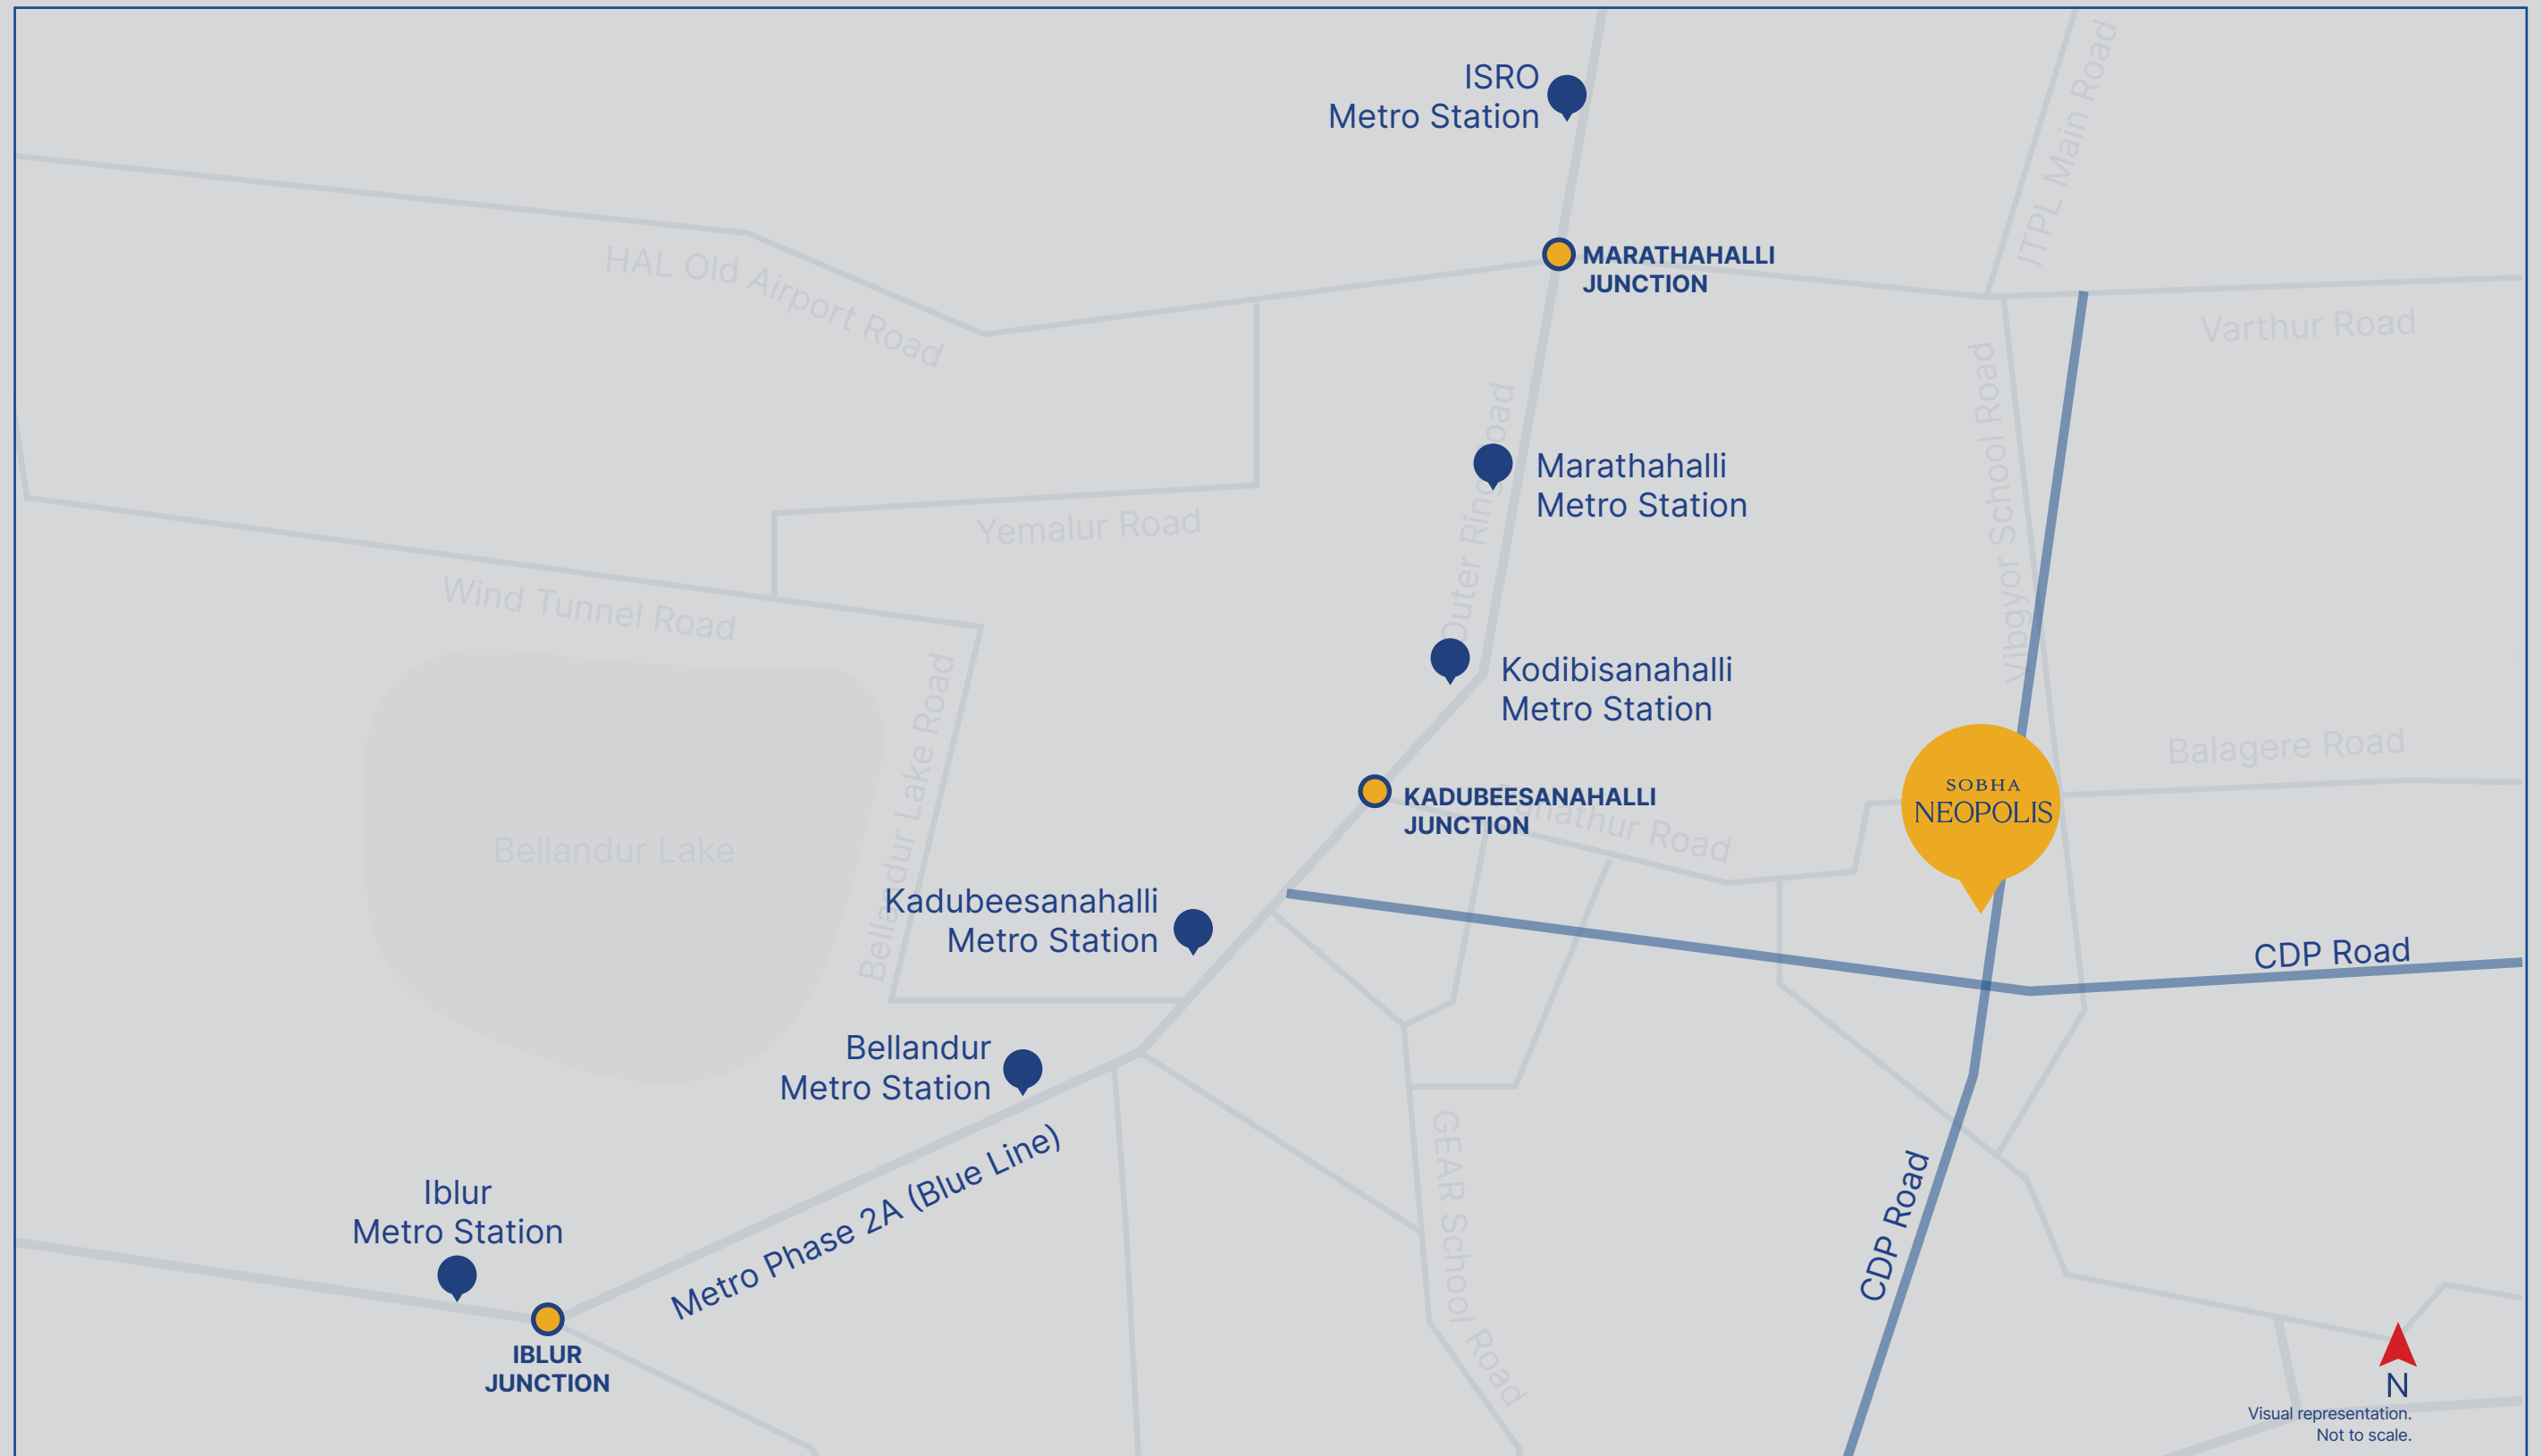 ISRO
Metro Station
ITPL Main Road
MARATHAHALLI
JUNCTION
HAL Old Airport Road
Varthur Road
Outer Ring Road
Vibgyor School Road
Marathahalli
Metro Station
Yemalur Road
Wind Tunnel Road
Kodibisanahalli
Metro Station
Bellandur Lake Road
Balagere Road
SOBHA
NEOPOLIS
KADUBEESANAHALLI
JUNCTION
Panathur Road
Bellandur Lake
Kadubeesanahalli
Metro Station
CDP Road
Bellandur
Metro Station
Metro Phase 2A (Blue Line)
GEAR School Road
CDP Road
Iblur
Metro Station
IBLUR
JUNCTION
N
Visual representation.
Not to scale.